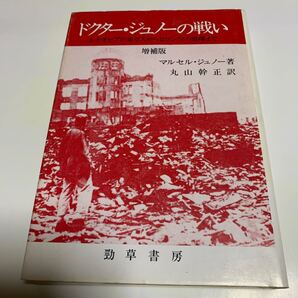 ドクター・ジュノーの戦い
増補版
マルセル・ジュノー著
丸山幹正訳
勁草書房